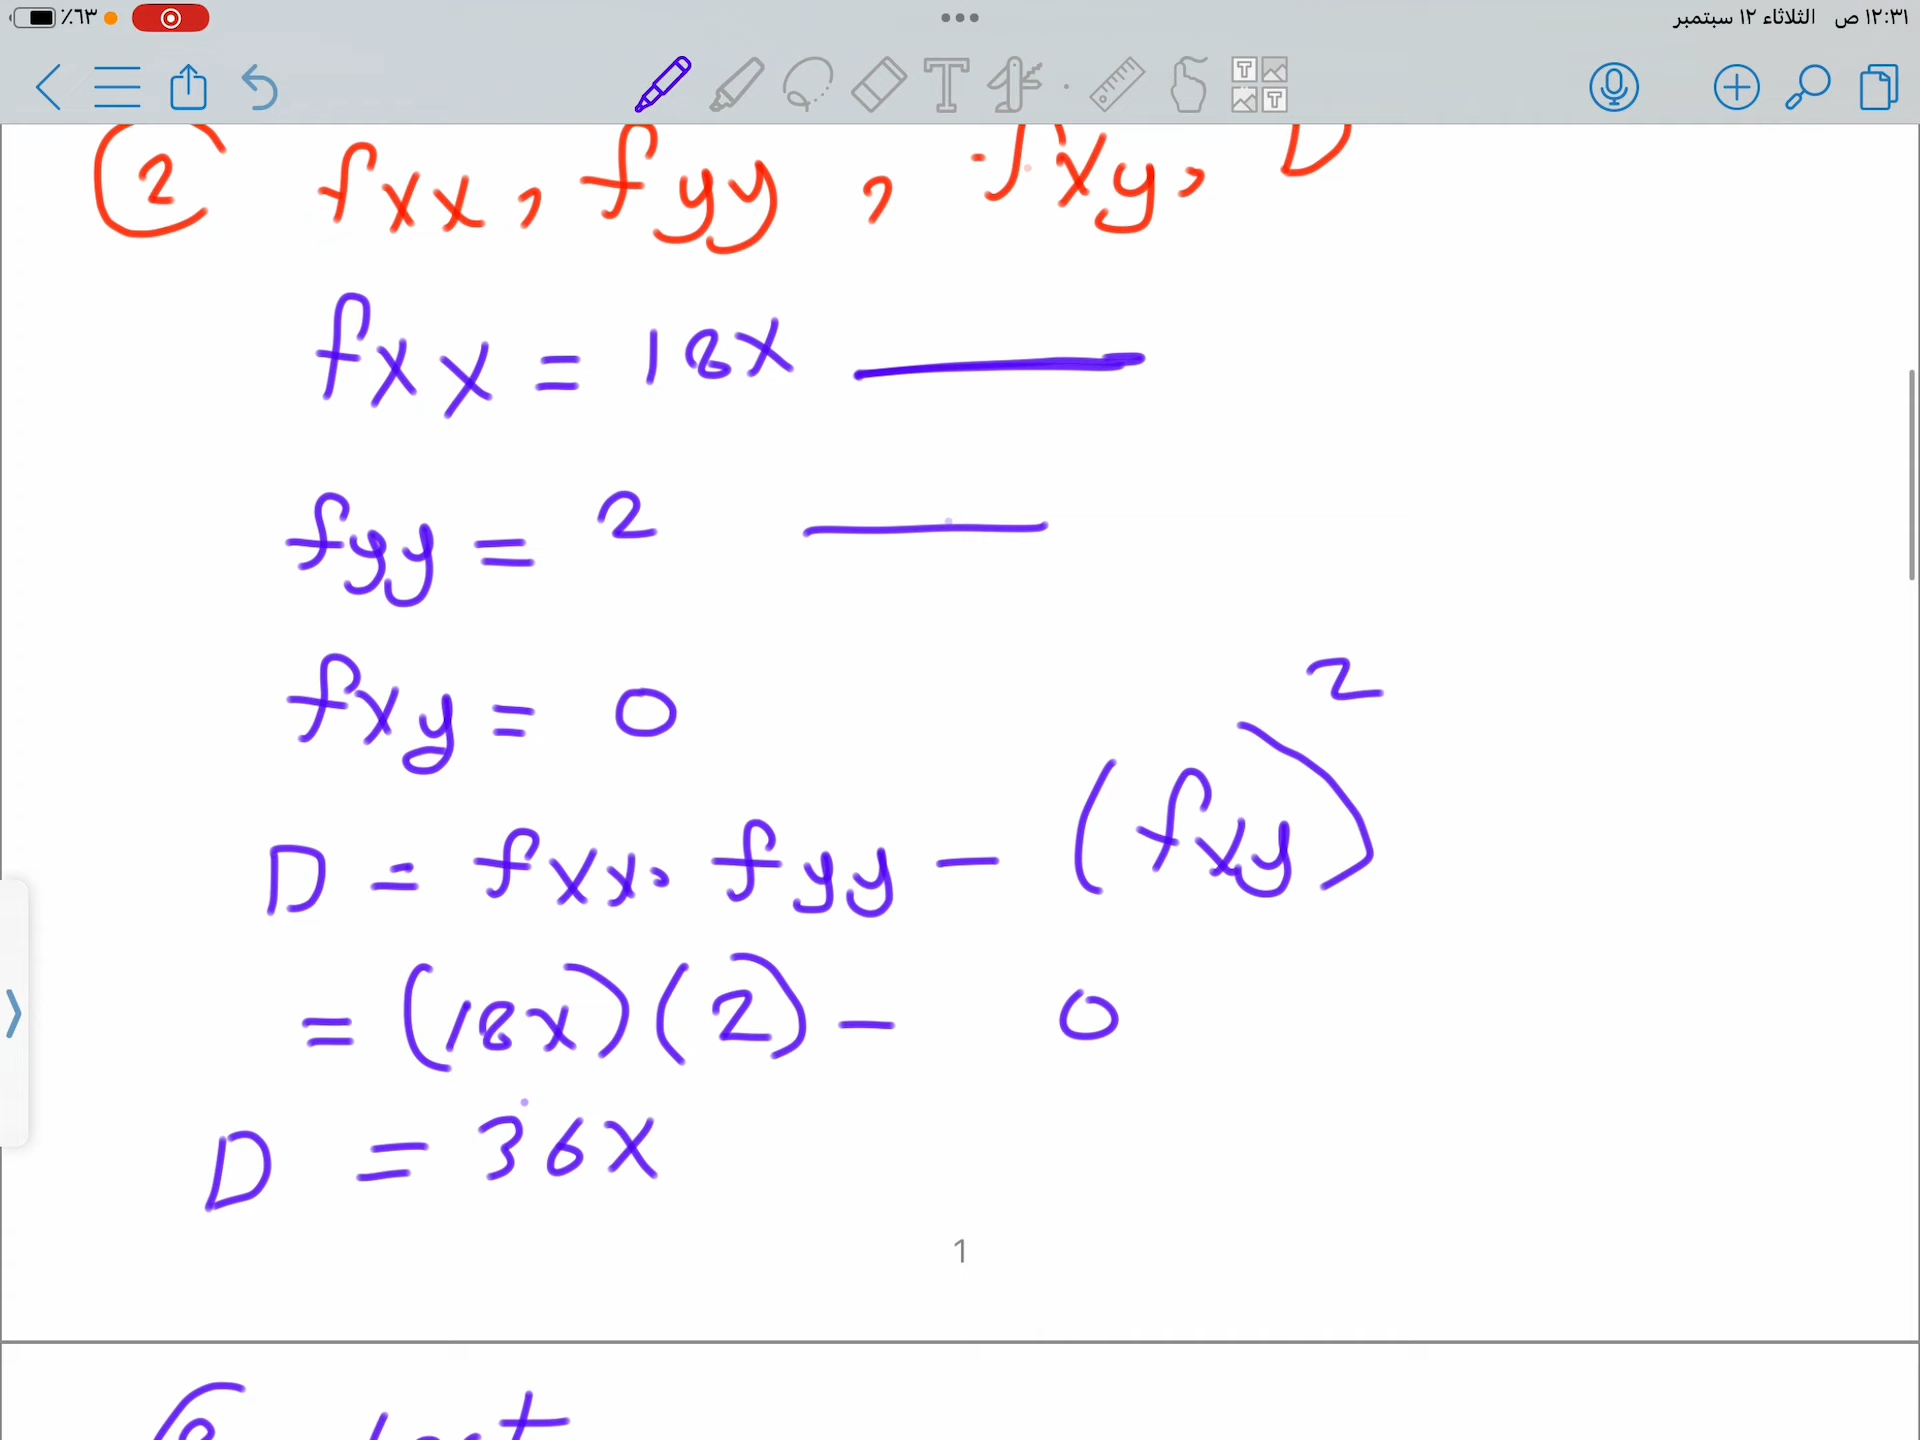 ٪٦٣
١٢:٣١ ص الثلاثاء ١٢ سبتمبر
② fxx, fyy, fxy, D
fxx = 18x
fyy = 2
fxy = 0
D = fxx · fyy - (fxy)²
= (18x)(2) - 0
D = 36x
1
test